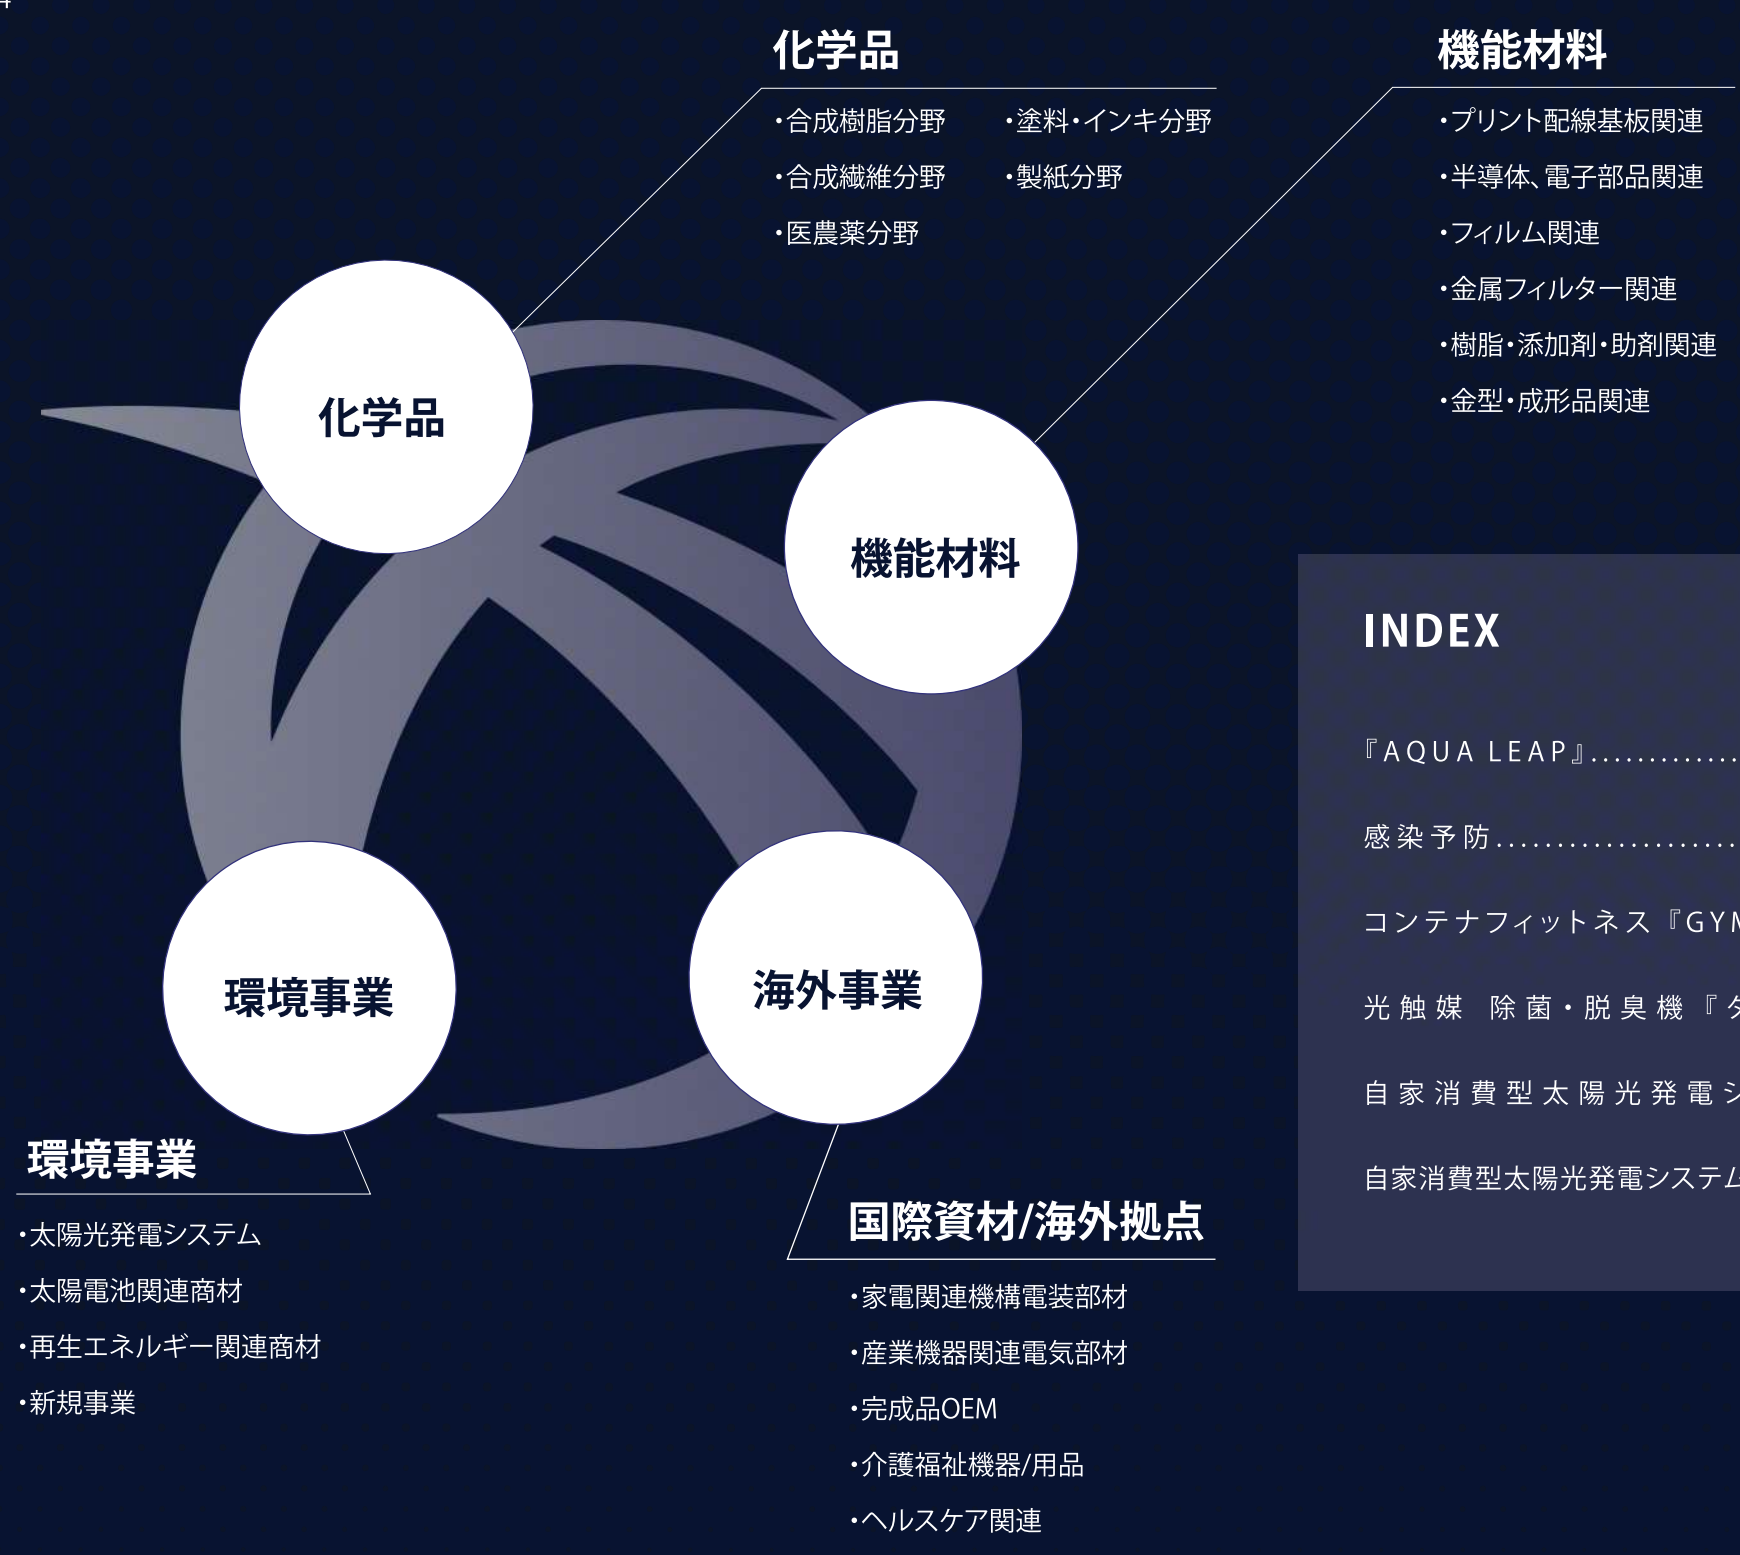 化学品
・合成樹脂分野
・塗料・インキ分野
・合成繊維分野
・製紙分野
・医農薬分野
機能材料
・プリント配線基板関連
・半導体、電子部品関連
・フィルム関連
・金属フィルター関連
・樹脂・添加剤・助剤関連
・金型・成形品関連
化学品
機能材料
環境事業
海外事業
環境事業
・太陽光発電システム
・太陽電池関連商材
・再生エネルギー関連商材
・新規事業
国際資材/海外拠点
・家電関連機構電装部材
・産業機器関連電気部材
・完成品OEM
・介護福祉機器/用品
・ヘルスケア関連
INDEX
『AQUA LEAP』.............
感染予防....................
コンテナフィットネス『GYM
光触媒 除菌・脱臭機『タ
自家消費型太陽光発電シ
自家消費型太陽光発電システム